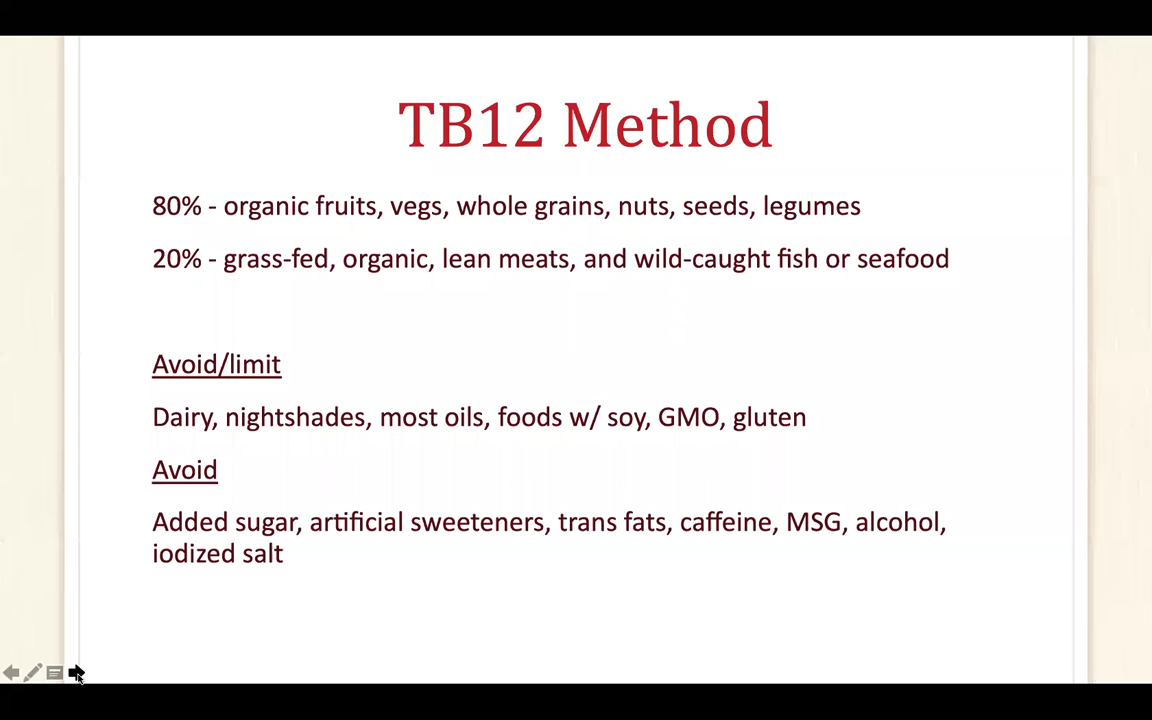 TB12 Method
80% - organic fruits, vegs, whole grains, nuts, seeds, legumes
20% - grass-fed, organic, lean meats, and wild-caught fish or seafood
Avoid/limit
Dairy, nightshades, most oils, foods w/ soy, GMO, gluten
Avoid
Added sugar, artificial sweeteners, trans fats, caffeine, MSG, alcohol,
iodized salt